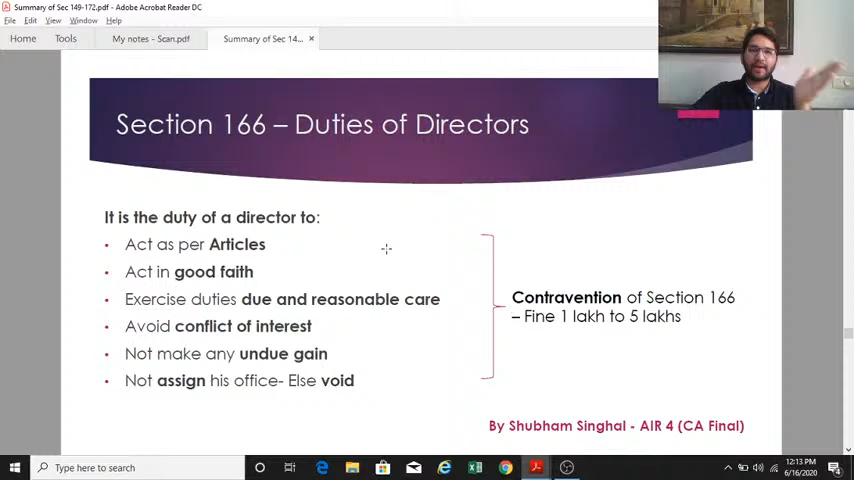 Summary of Sec 149-172.pdf - Adobe Acrobat Reader DC
File Edit View Window Help
Home Tools My notes - Scan.pdf Summary of Sec 14... ×
Section 166 – Duties of Directors
It is the duty of a director to:
• Act as per Articles
• Act in good faith
• Exercise duties due and reasonable care
• Avoid conflict of interest
• Not make any undue gain
• Not assign his office- Else void
Contravention of Section 166
– Fine 1 lakh to 5 lakhs
By Shubham Singhal - AIR 4 (CA Final)
Type here to search
12:13 PM
6/16/2020
4